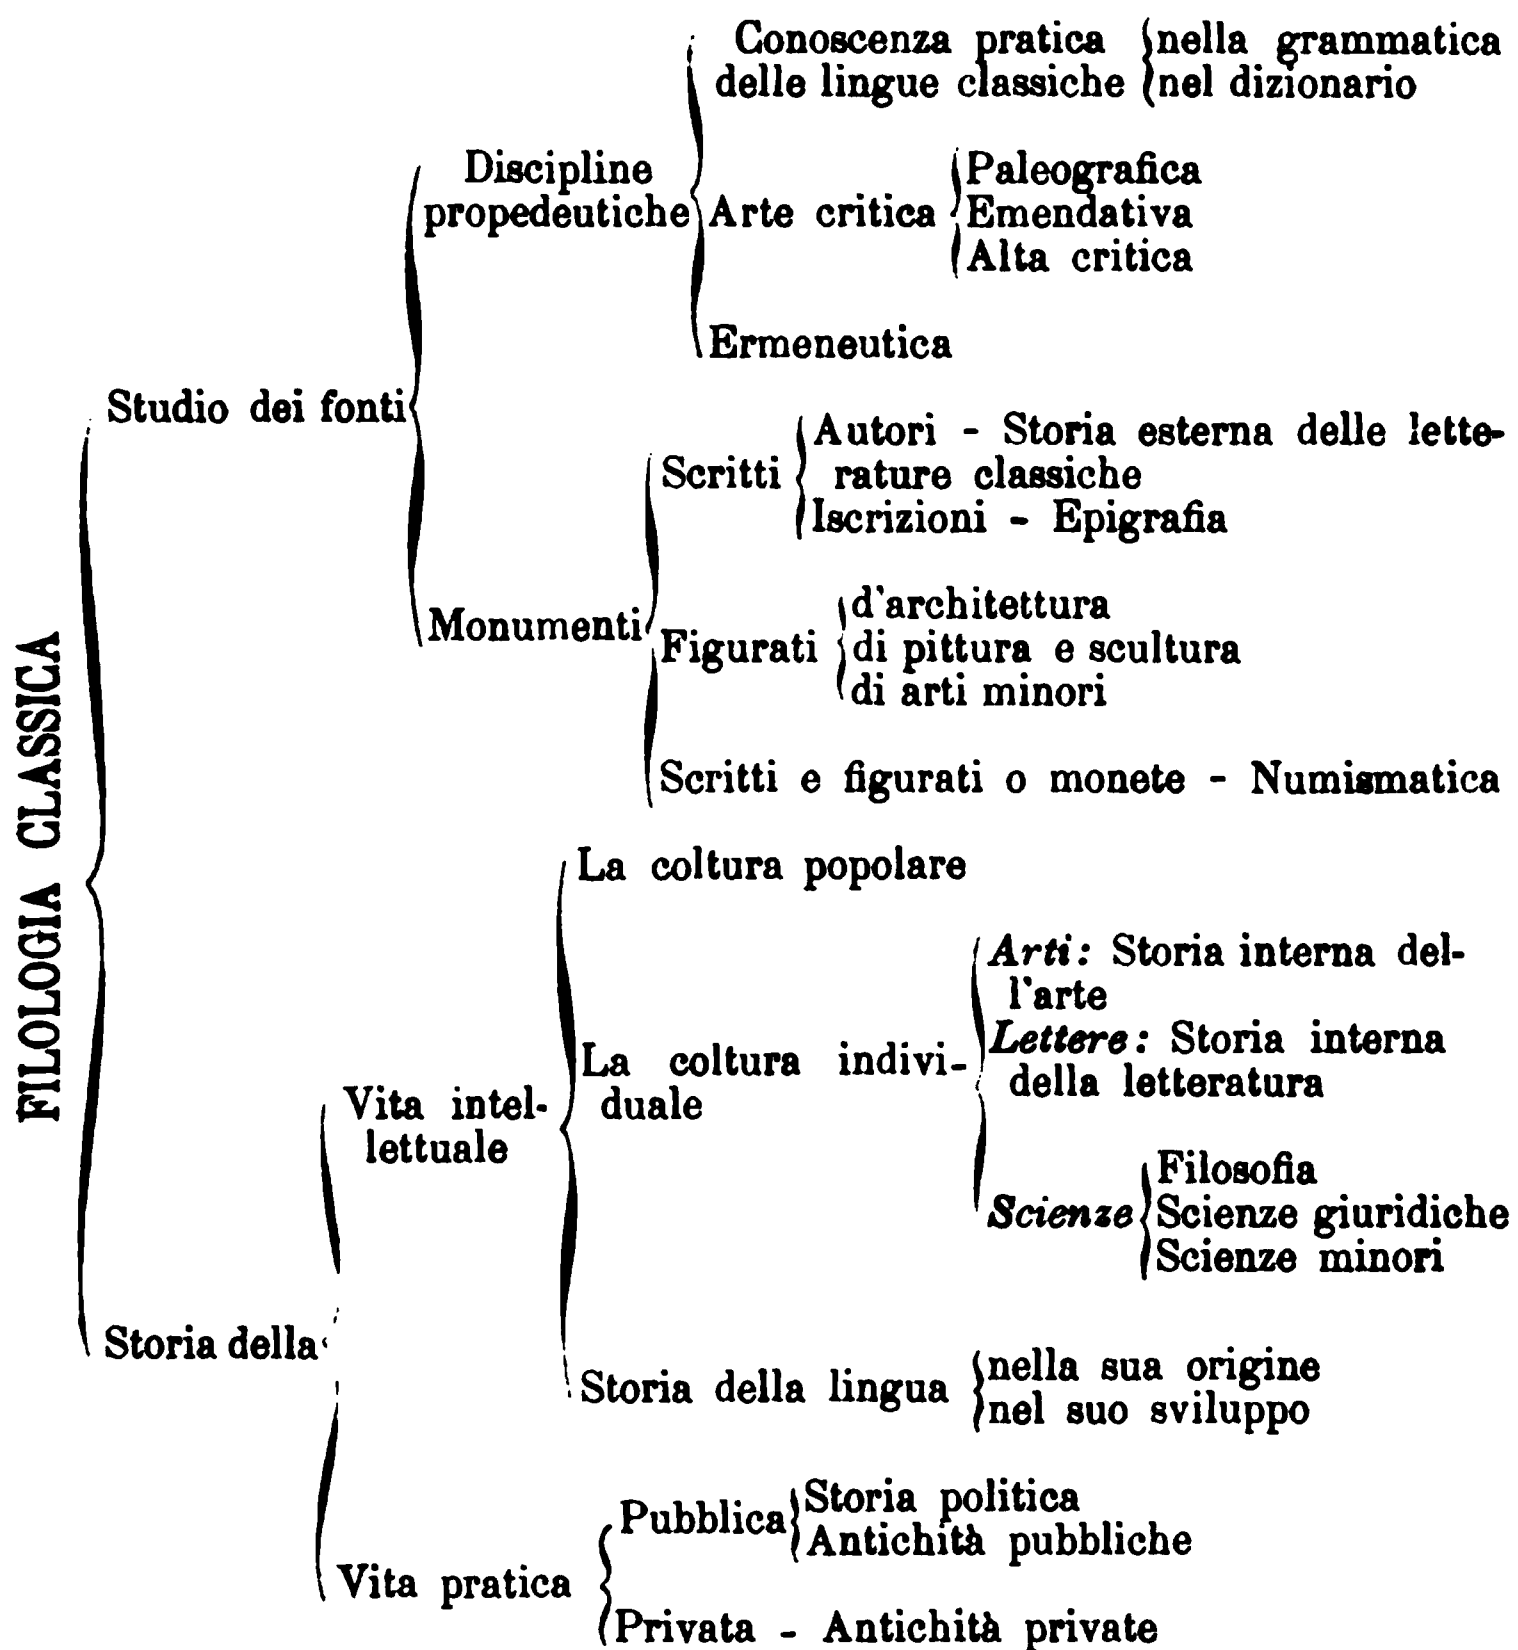 FILOLOGIA CLASSICA
Studio dei fonti
Discipline
propedeutiche
Conoscenza pratica
delle lingue classiche
nella grammatica
nel dizionario
Arte critica
Paleografica
Emendativa
Alta critica
Ermeneutica
Monumenti
Scritti
Autori - Storia esterna delle lette-
rature classiche
Iscrizioni - Epigrafia
Figurati
d'architettura
di pittura e scultura
di arti minori
Scritti e figurati o monete - Numismatica
Storia della
Vita intel-
lettuale
La coltura popolare
La coltura indivi-
duale
Arti: Storia interna del-
l'arte
Lettere: Storia interna
della letteratura
Scienze
Filosofia
Scienze giuridiche
Scienze minori
Storia della lingua
nella sua origine
nel suo sviluppo
Vita pratica
Pubblica
Storia politica
Antichità pubbliche
Privata - Antichità private